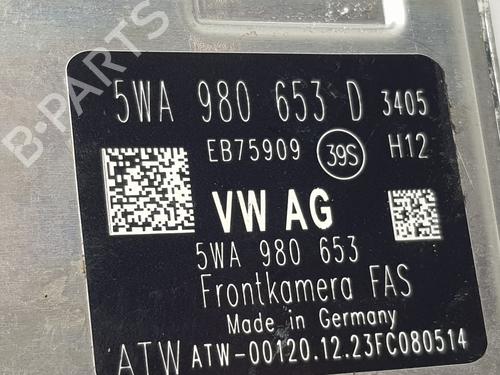 5WA 980 653 D 3405
EB75909 39S H12
VW AG
5WA 980 653
Frontkamera FAS
Made in Germany
ATW ATW-00120.12.23FC080514
B-PARTS